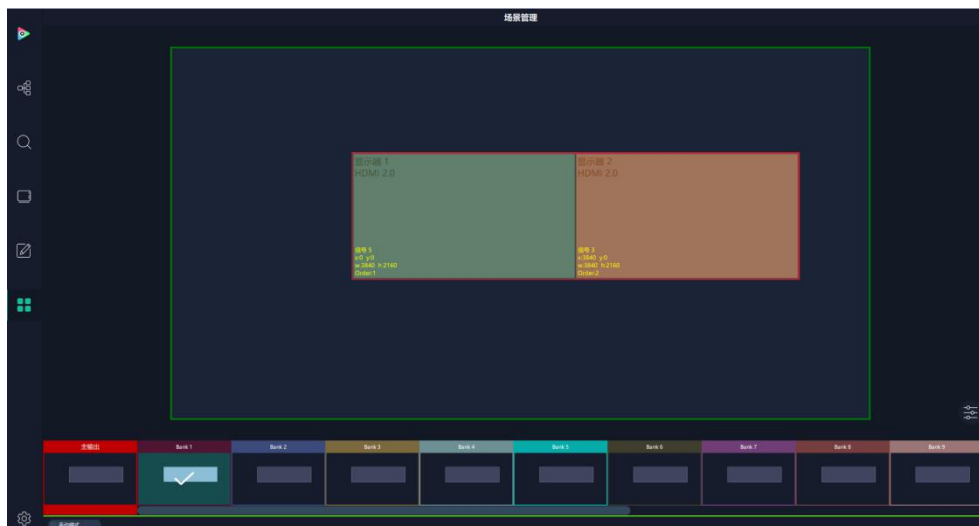 场景管理
显示器 1
HDMI 2.0
信号 5
x:0 y:0
w:3840 h:2160
Order:1
显示器 2
HDMI 2.0
信号 3
x:3840 y:0
w:3840 h:2160
Order:2
主输出
Bank 1
Bank 2
Bank 3
Bank 4
Bank 5
Bank 6
Bank 7
Bank 8
Bank 9